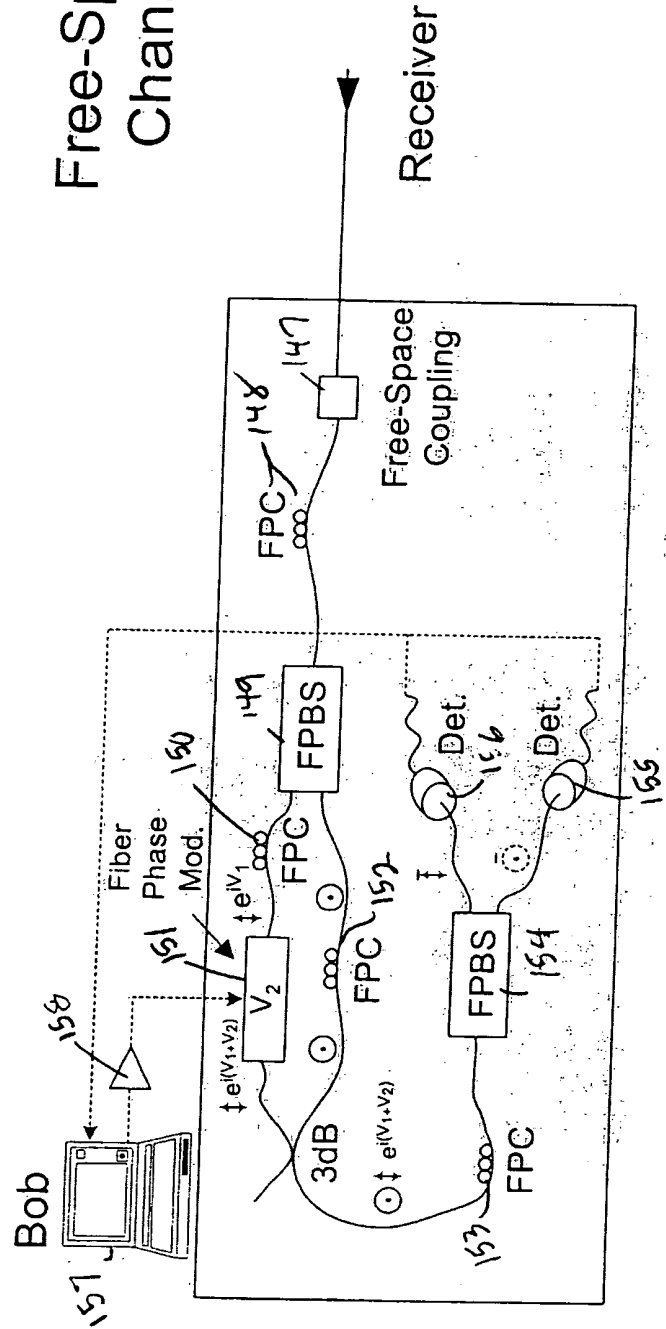 Free-Sp
Chan
Receiver
Bob
157
158
Fiber
Phase
Mod.
151
150
V2
↕ e^i(V1+V2)
↕ e^iV1
FPC
149
FPBS
FPC
148
147
Free-Space
Coupling
3dB
FPC
152
⊙ ↕ e^i(V1+V2)
153
FPC
FPBS
154
Det.
156
Det.
155